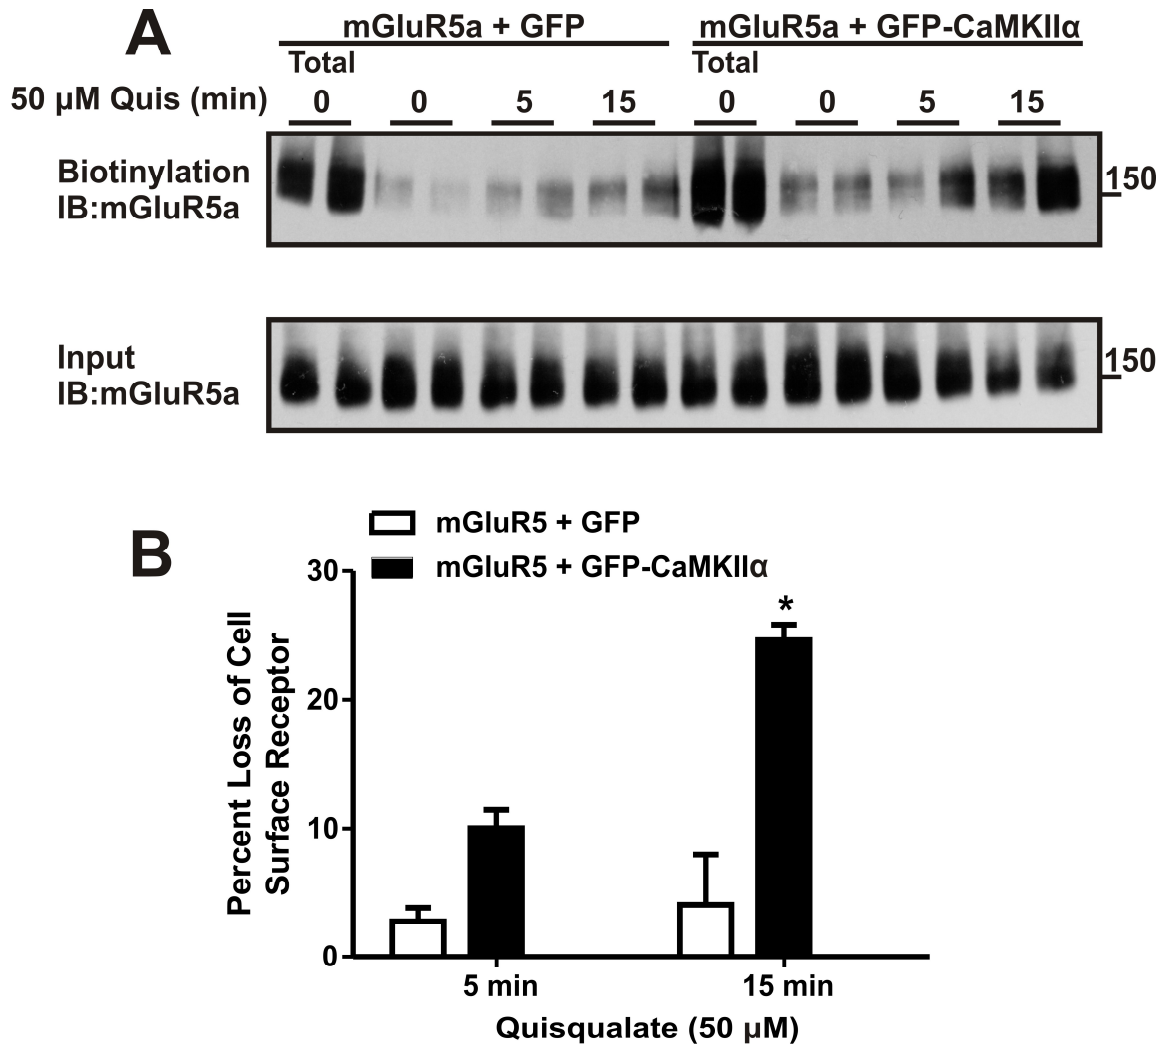 A
mGluR5a + GFP mGluR5a + GFP-CaMKIIα
Total Total
50 µM Quis (min) 0 0 5 15 0 0 5 15
Biotinylation
IB:mGluR5a
150
Input
IB:mGluR5a
150
B
mGluR5 + GFP
mGluR5 + GFP-CaMKIIα
Percent Loss of Cell
Surface Receptor
30
20
10
0
*
5 min 15 min
Quisqualate (50 µM)